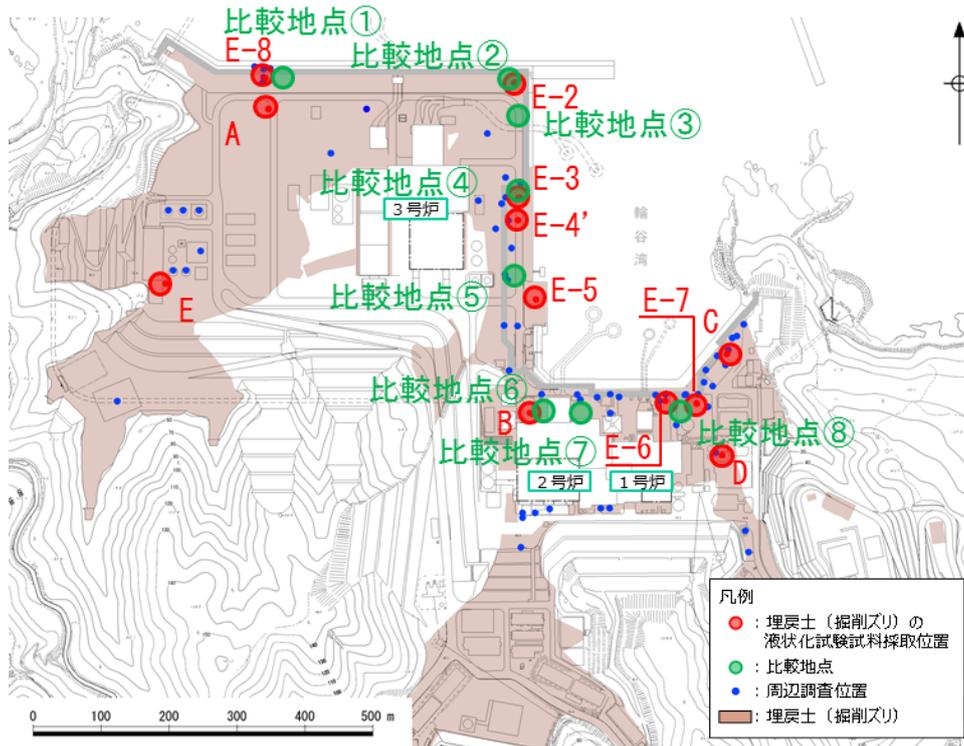 比較地点①
E-8
比較地点②
E-2
A
比較地点③
比較地点④
E-3
3号炉
E-4'
輪谷湾
E
比較地点⑤
E-5
E-7
C
比較地点⑥
B
比較地点⑦
E-6
比較地点⑧
D
2号炉
1号炉
凡例
：埋戻土（掘削ズリ）の
液状化試験試料採取位置
：比較地点
：周辺調査位置
：埋戻土（掘削ズリ）
0 100 200 300 400 500 m